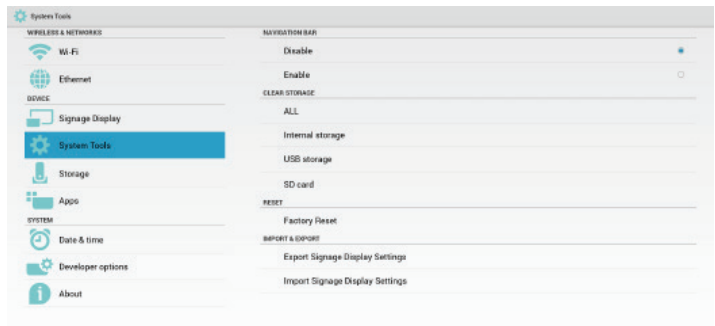 System Tools
WIRELESS & NETWORKS
Wi-Fi
Ethernet
DEVICE
Signage Display
System Tools
Storage
Apps
SYSTEM
Date & time
Developer options
About
NAVIGATION BAR
Disable
Enable
CLEAR STORAGE
ALL
Internal storage
USB storage
SD card
RESET
Factory Reset
IMPORT & EXPORT
Export Signage Display Settings
Import Signage Display Settings